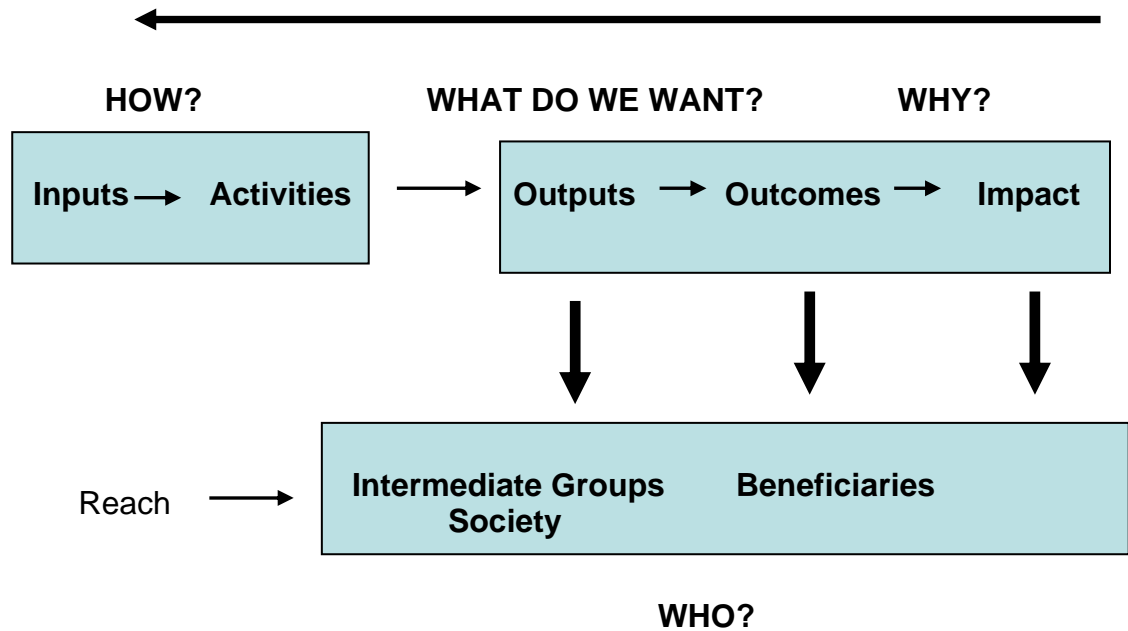 HOW? WHAT DO WE WANT? WHY?
Inputs Activities Outputs Outcomes Impact
Reach
Intermediate Groups Beneficiaries
Society
WHO?